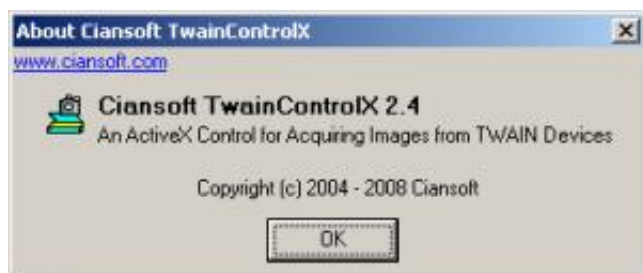 About Ciansoft TwainControlX
www.ciansoft.com
Ciansoft TwainControlX 2.4
An ActiveX Control for Acquiring Images from TWAIN Devices
Copyright (c) 2004 - 2008 Ciansoft
OK